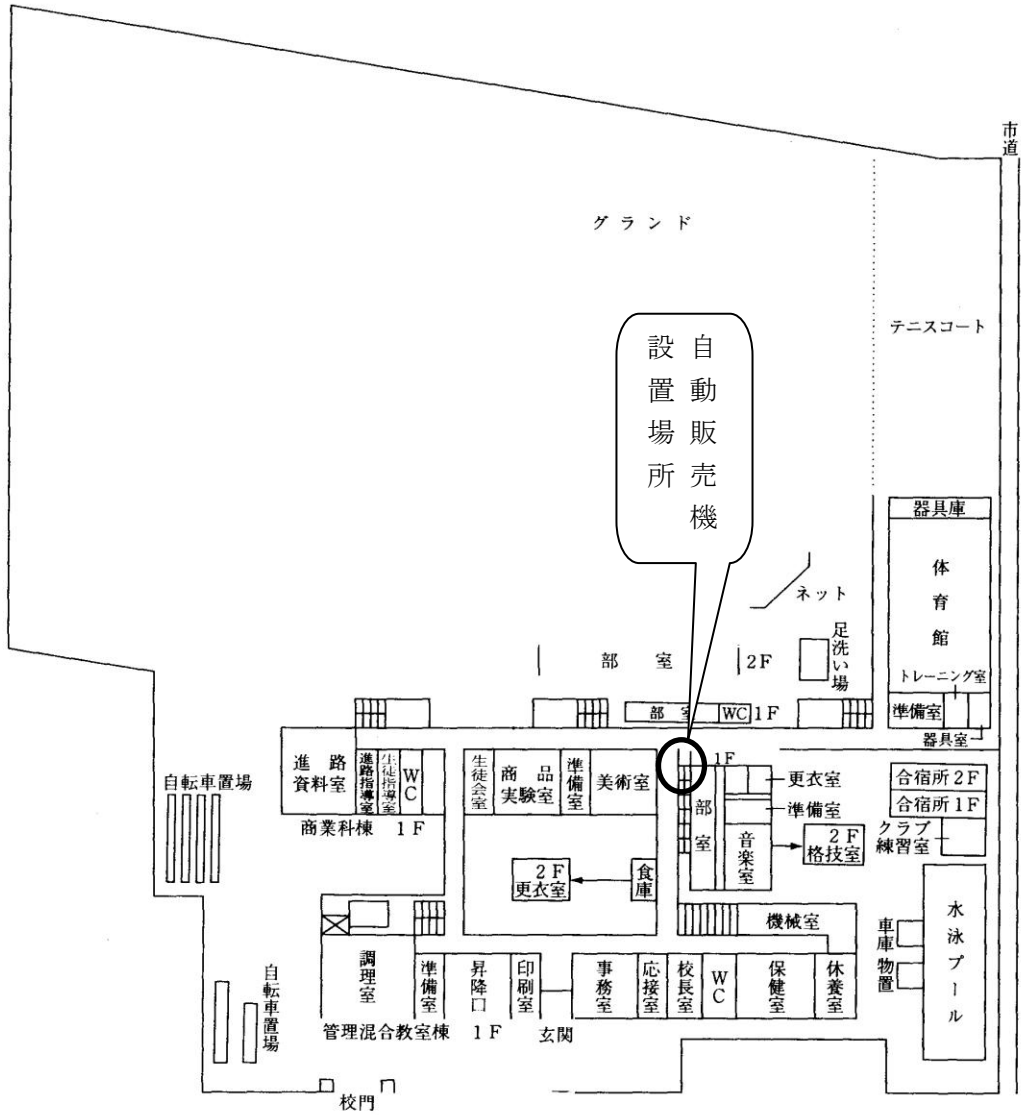 市道
グランド
テニスコート
自動販売機
設置場所
器具庫
体育館
ネット
足洗い場
部室
2F
トレーニング室
準備室
器具室
部室
WC
1F
1F
進路
資料室
進路指導室
生徒指導室
WC
商業科棟 1F
生徒会室
商品
実験室
準備室
美術室
部室
更衣室
準備室
音楽室
2F
格技室
合宿所2F
合宿所1F
クラブ
練習室
自転車置場
2F
更衣室
食庫
機械室
車庫
物置
水泳プール
調理室
準備室
昇降口
印刷室
事務室
応接室
校長室
WC
保健室
休養室
自転車置場
管理混合教室棟 1F
玄関
校門